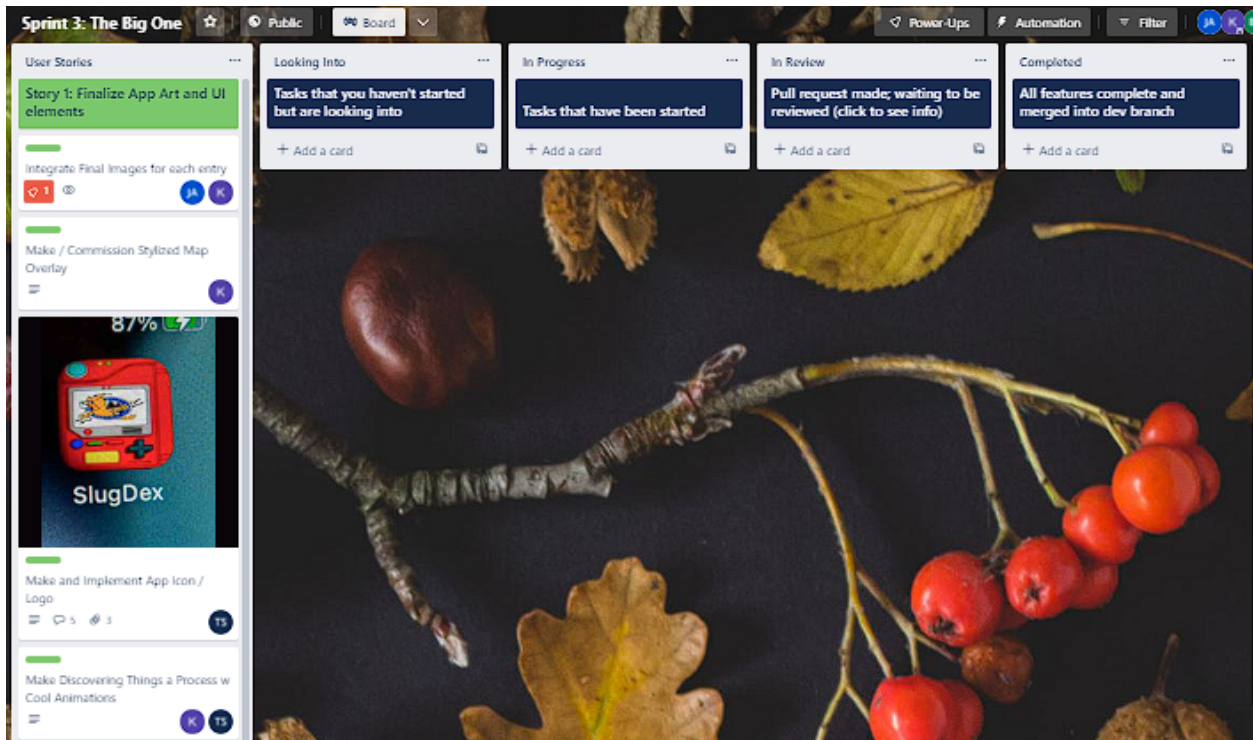 Sprint 3: The Big One
Public
Board
Power-Ups
Automation
Filter
JA
K
User Stories
Story 1: Finalize App Art and UI
elements
Integrate Final Images for each entry
1
JA
K
Make / Commission Stylized Map
Overlay
K
87%
SlugDex
Make and Implement App Icon /
Logo
5
3
TS
Make Discovering Things a Process w
Cool Animations
K
TS
Looking Into
Tasks that you haven't started
but are looking into
+ Add a card
In Progress
Tasks that have been started
+ Add a card
In Review
Pull request made; waiting to be
reviewed (click to see info)
+ Add a card
Completed
All features complete and
merged into dev branch
+ Add a card